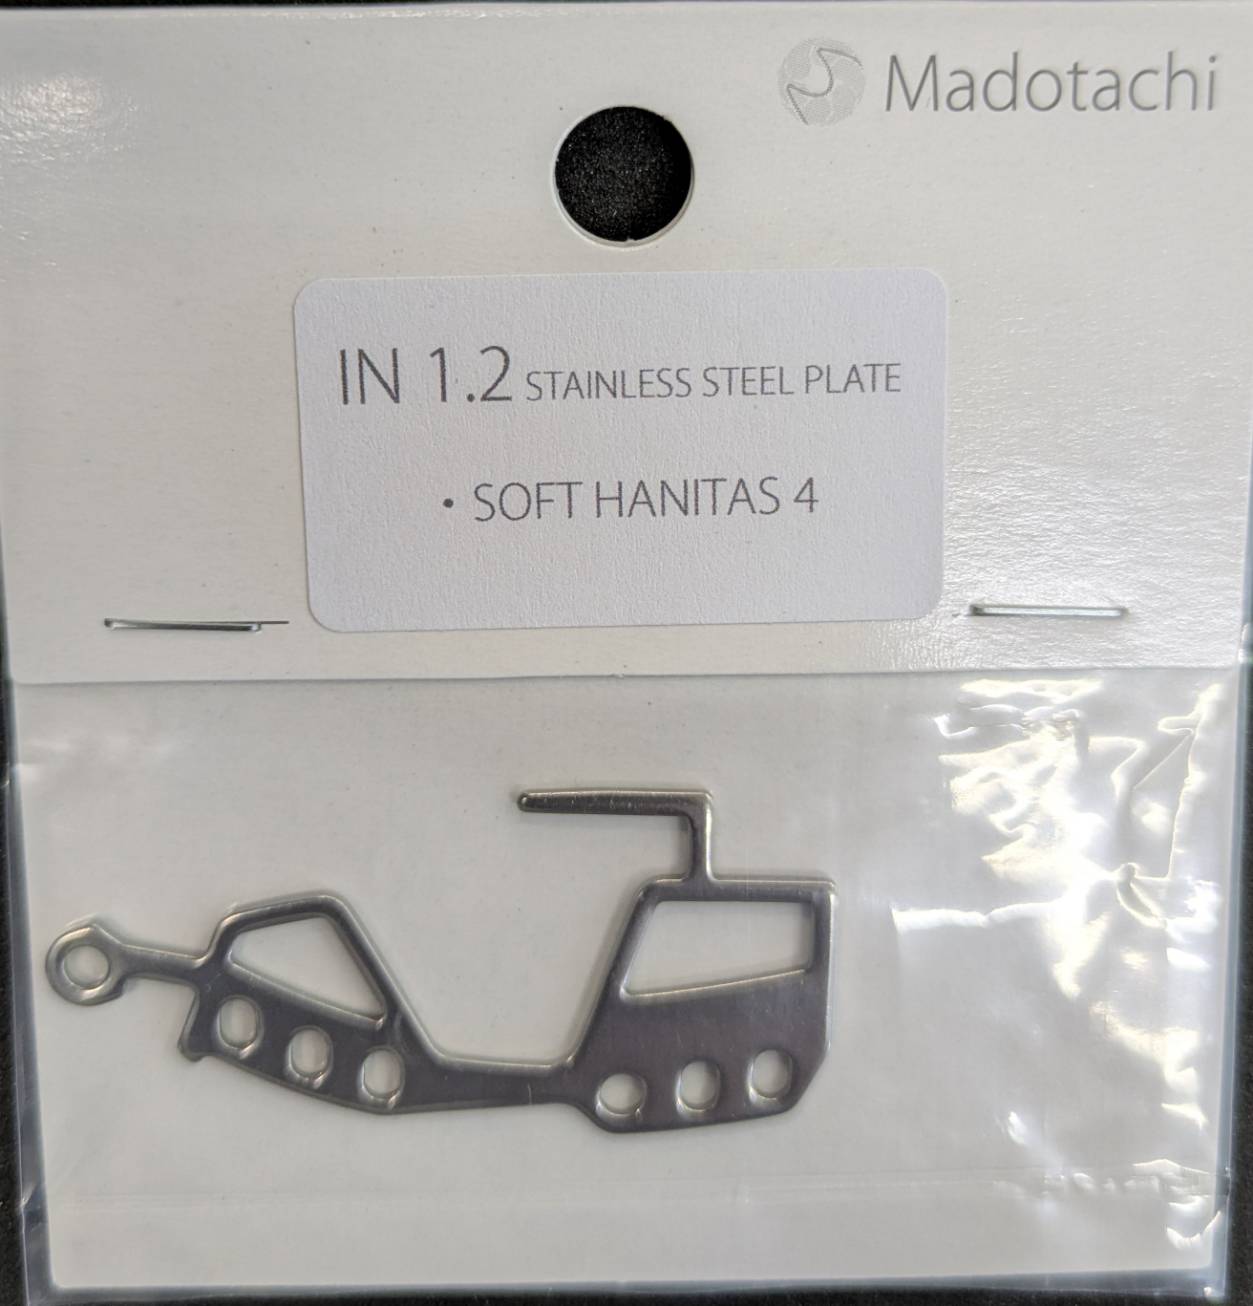 Madotachi
IN 1.2 STAINLESS STEEL PLATE
• SOFT HANITAS 4